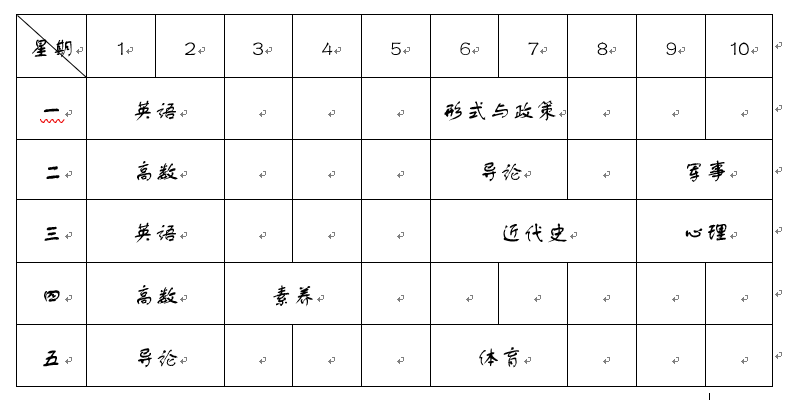 星期 1 2 3 4 5 6 7 8 9 10
一 英语 形式与政策
二 高数 导论 军事
三 英语 近代史 心理
四 高数 素养
五 导论 体育